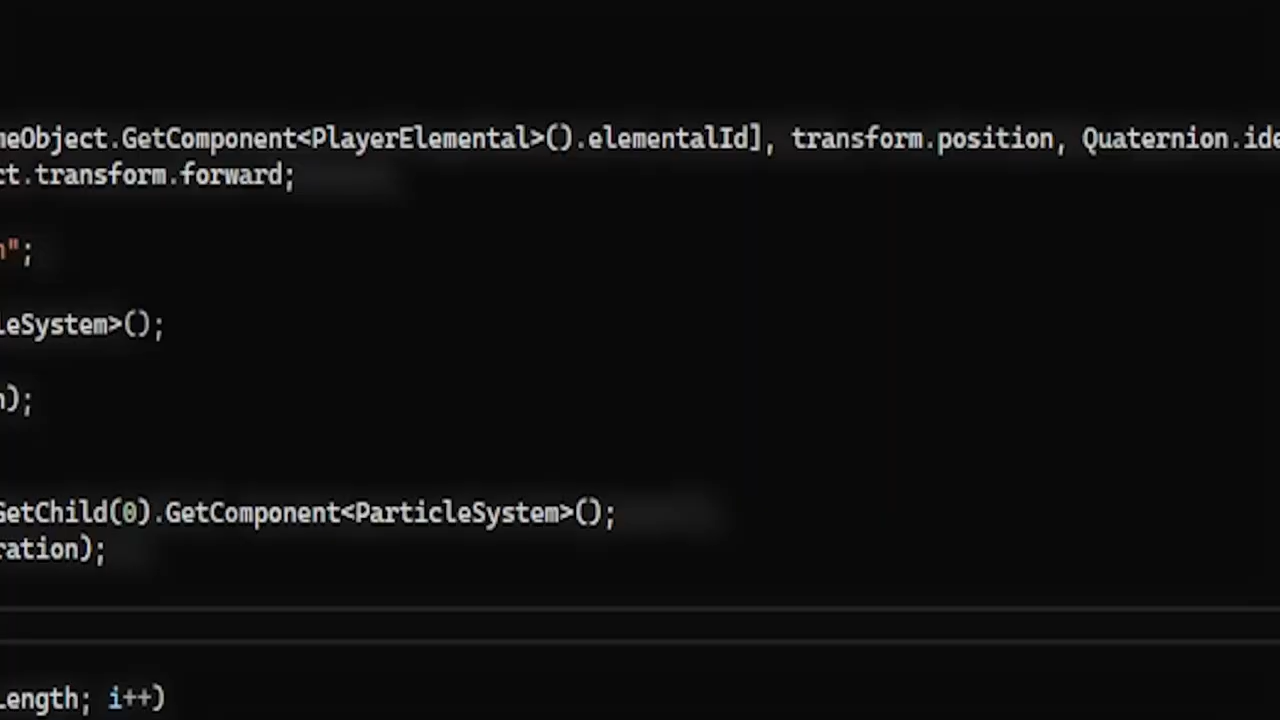 meObject.GetComponent<PlayerElemental>().elementalId], transform.position, Quaternion.ide
ct.transform.forward;
n";
leSystem>();
n);
GetChild(0).GetComponent<ParticleSystem>();
ration);
Length; i++)